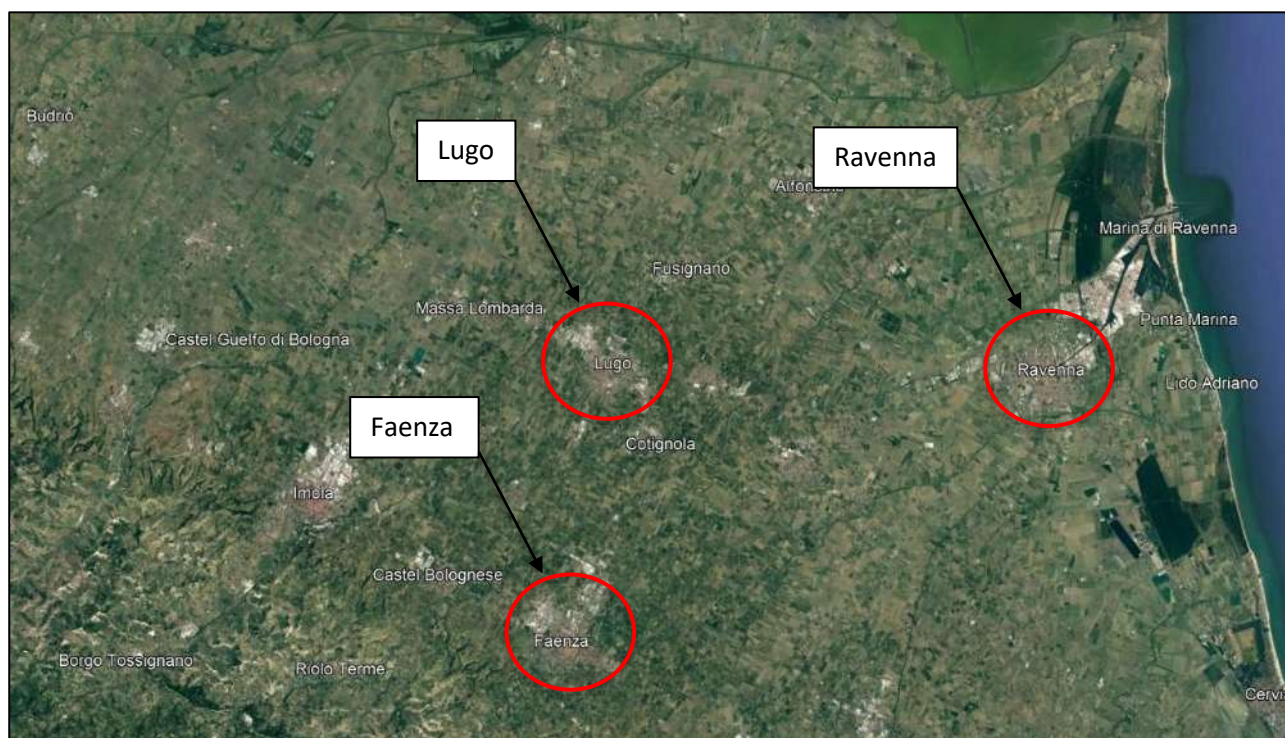 Budrio
Lugo
Ravenna
Alfonsine
Marina di Ravenna
Fusignano
Massa Lombarda
Punta Marina
Castel Guelfo di Bologna
Lugo
Ravenna
Lido Adriano
Faenza
Cotignola
Imola
Castel Bolognese
Faenza
Borgo Tossignano
Riolo Terme
Cervi